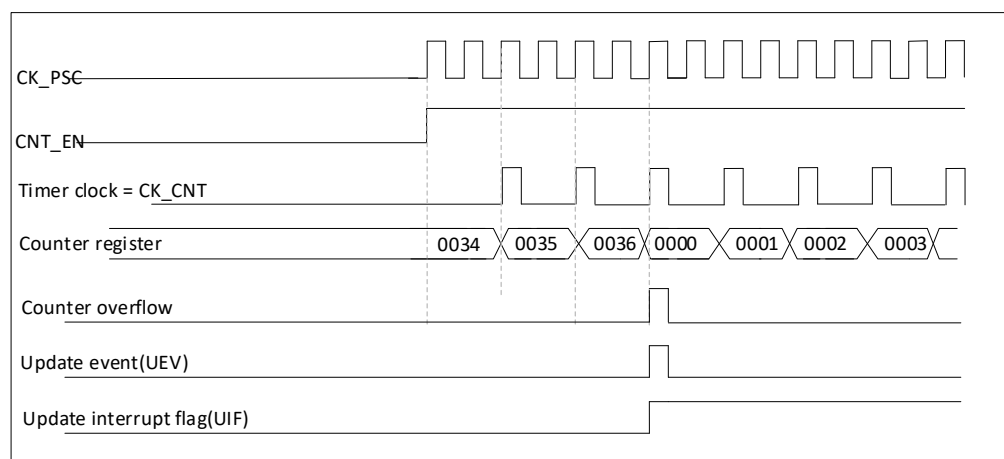 CK_PSC
CNT_EN
Timer clock = CK_CNT
Counter register 0034 0035 0036 0000 0001 0002 0003
Counter overflow
Update event(UEV)
Update interrupt flag(UIF)